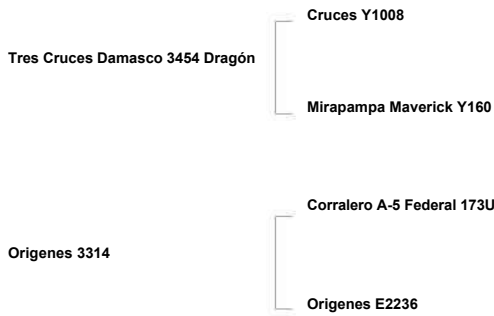 Cruces Y1008
Tres Cruces Damasco 3454 Dragón
Mirapampa Maverick Y160
Corralero A-5 Federal 173U
Origenes 3314
Origenes E2236